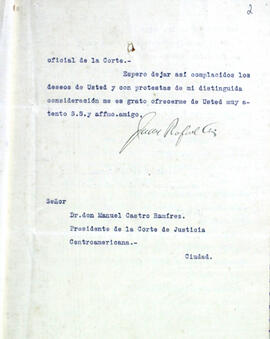 2
oficial de la Corte.-
Espero dejar así complacidos los
deseos de Usted y con protestas de mi distinguida
consideración me es grato ofrecerme de Usted muy a-
tento S.S.y affmo.amigo.
Señor
Dr.don Manuel Castro Ramírez.
Presidente de la Corte de Justicia
Centroamericana.-
Ciudad.